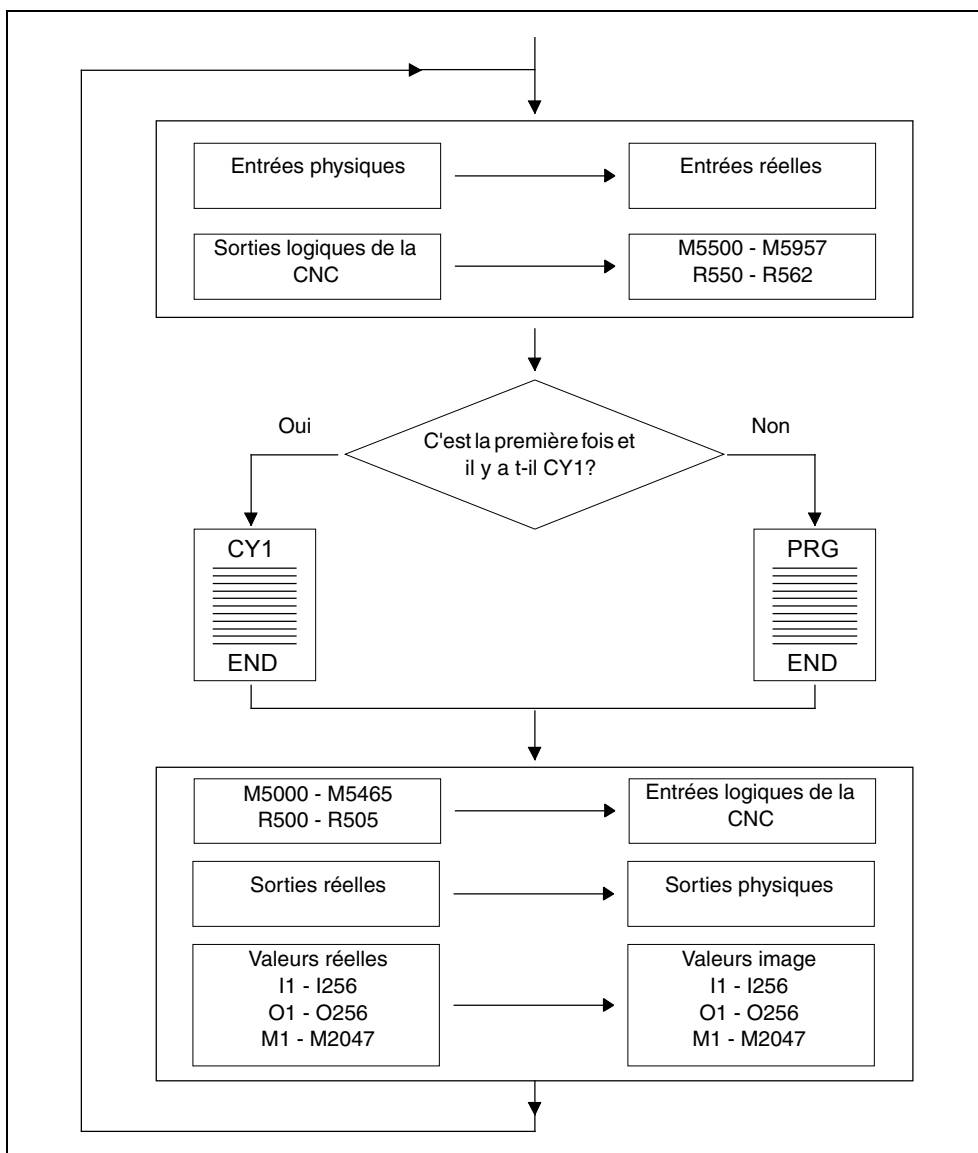 Entrées physiques
Entrées réelles
Sorties logiques de la
CNC
M5500 - M5957
R550 - R562
Oui
Non
C'est la première fois et
il y a t-il CY1?
CY1
END
PRG
END
M5000 - M5465
R500 - R505
Entrées logiques de la
CNC
Sorties réelles
Sorties physiques
Valeurs réelles
I1 - I256
O1 - O256
M1 - M2047
Valeurs image
I1 - I256
O1 - O256
M1 - M2047